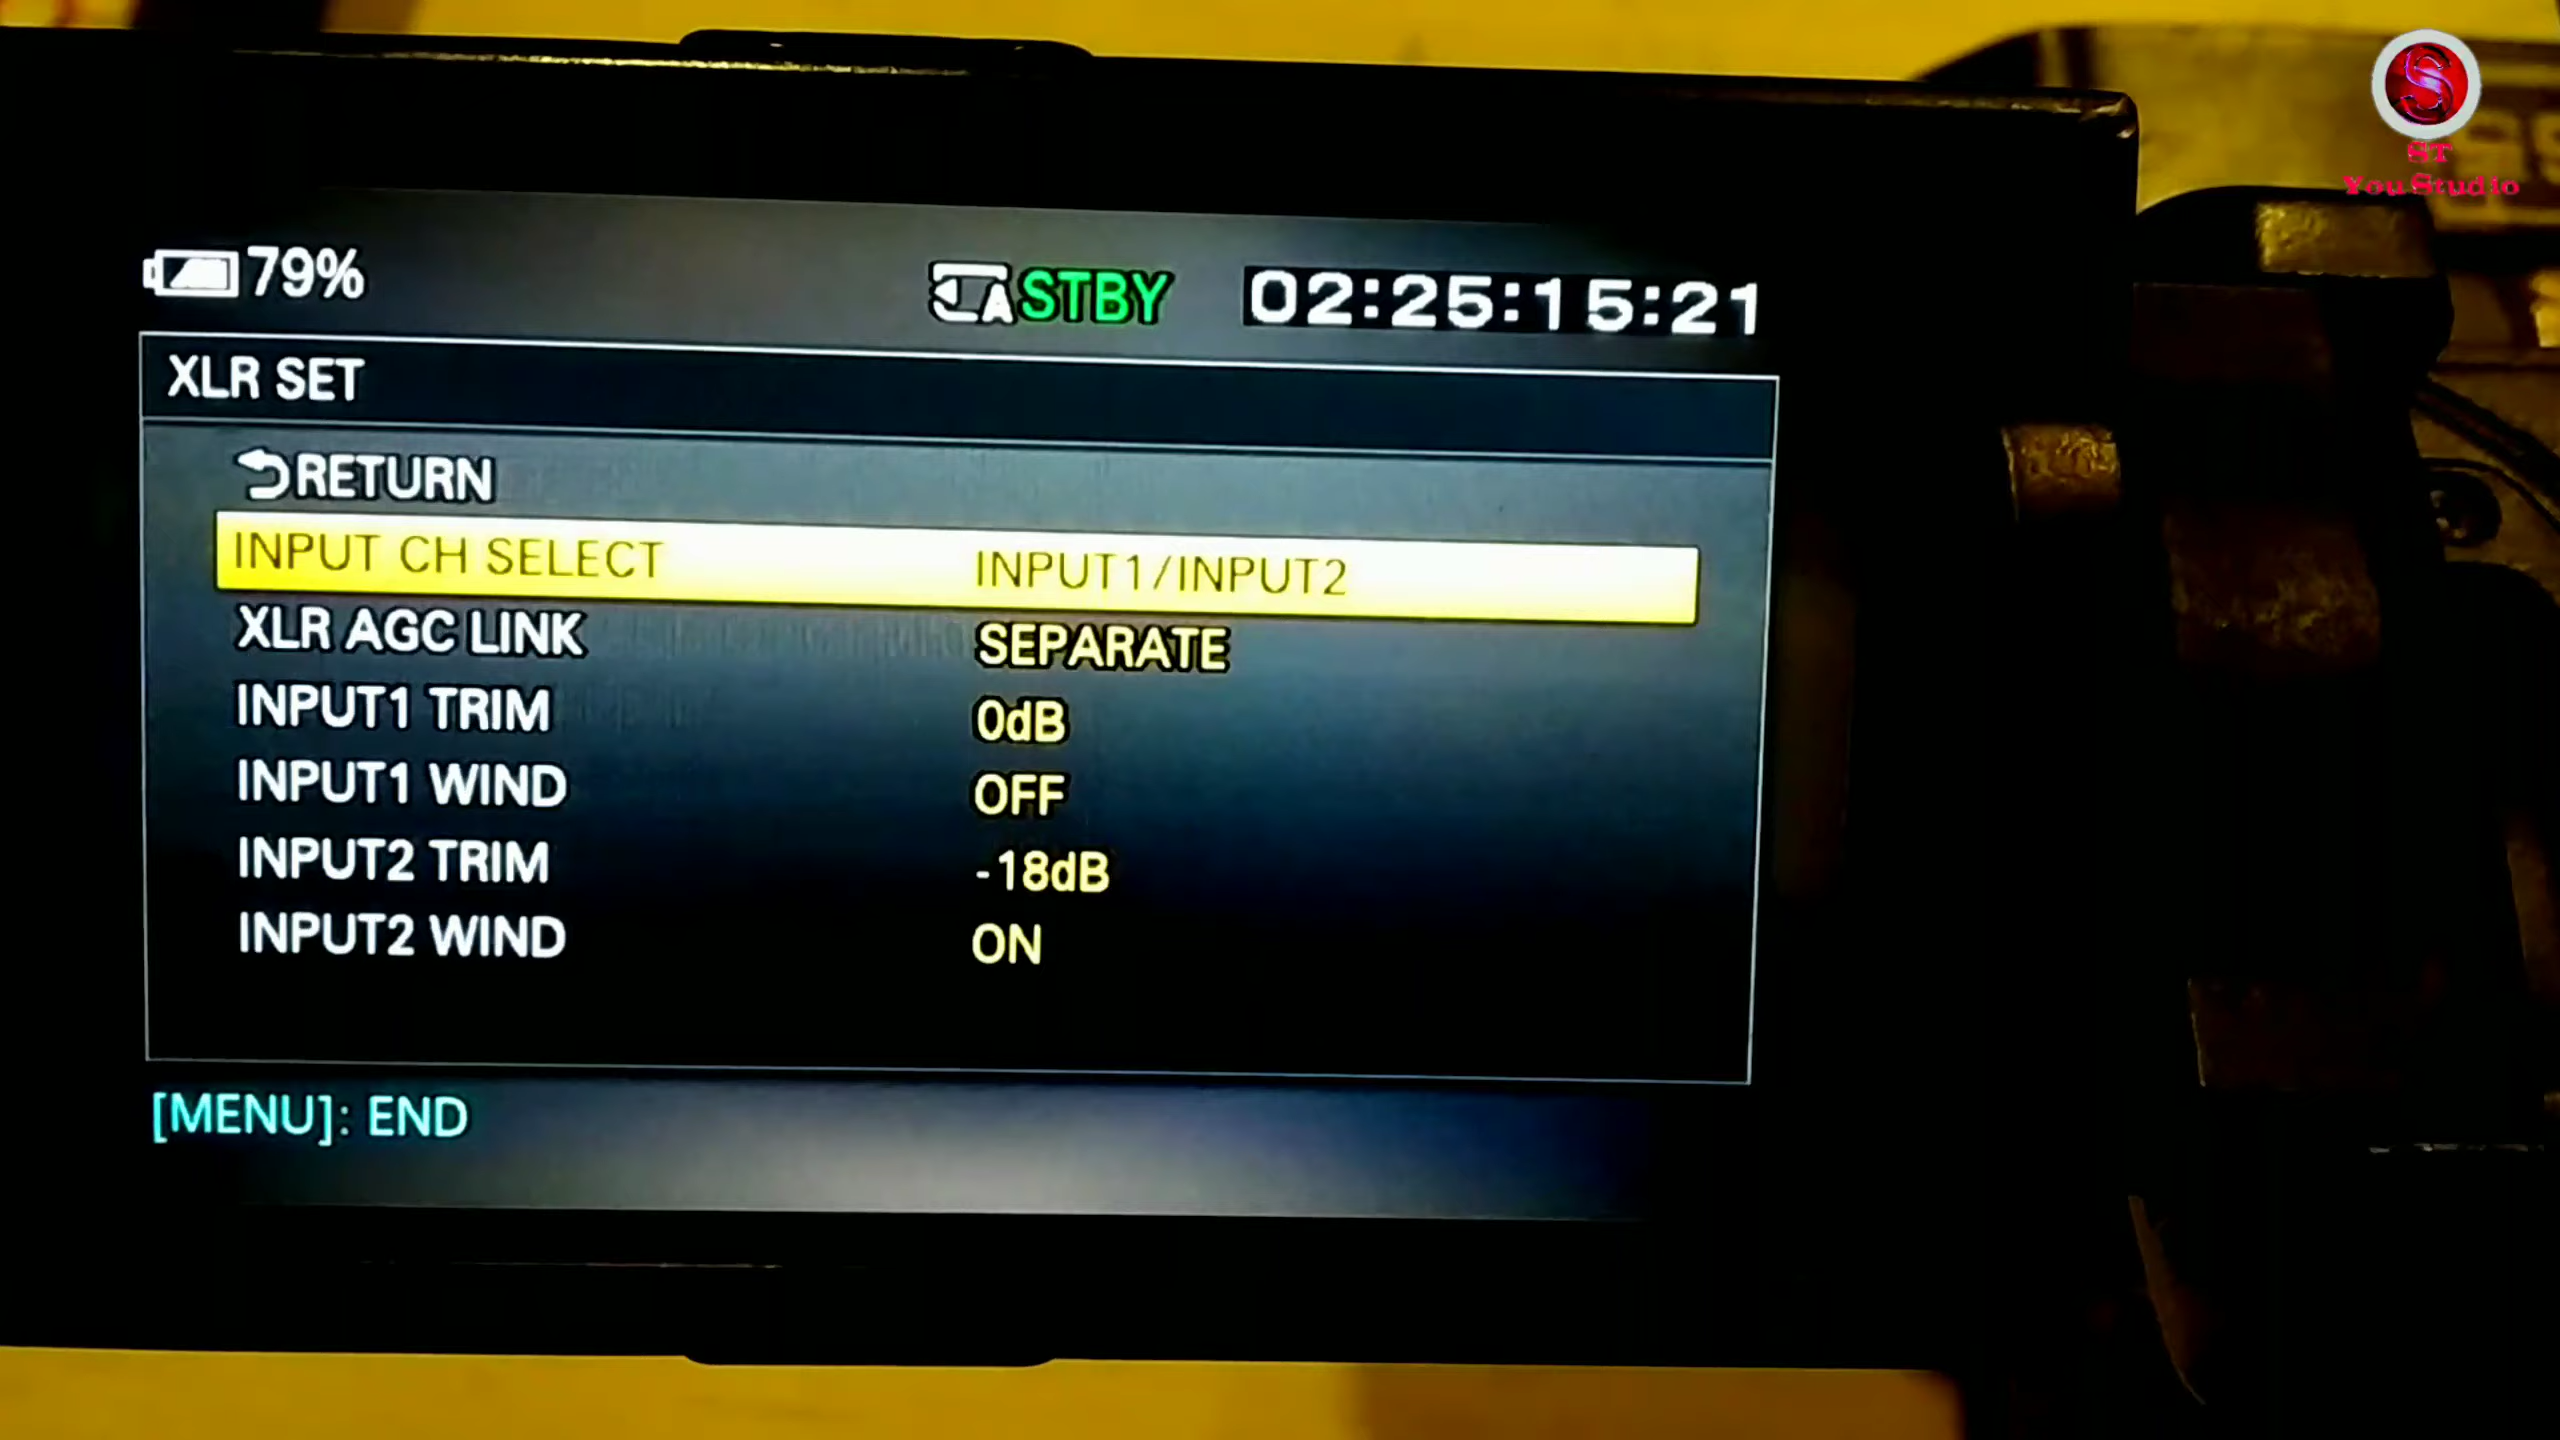 79%
A STBY 02:25:15:21
XLR SET
RETURN
INPUT CH SELECT INPUT1/INPUT2
XLR AGC LINK SEPARATE
INPUT1 TRIM 0dB
INPUT1 WIND OFF
INPUT2 TRIM -18dB
INPUT2 WIND ON
[MENU]: END
S
ST
YouStudio